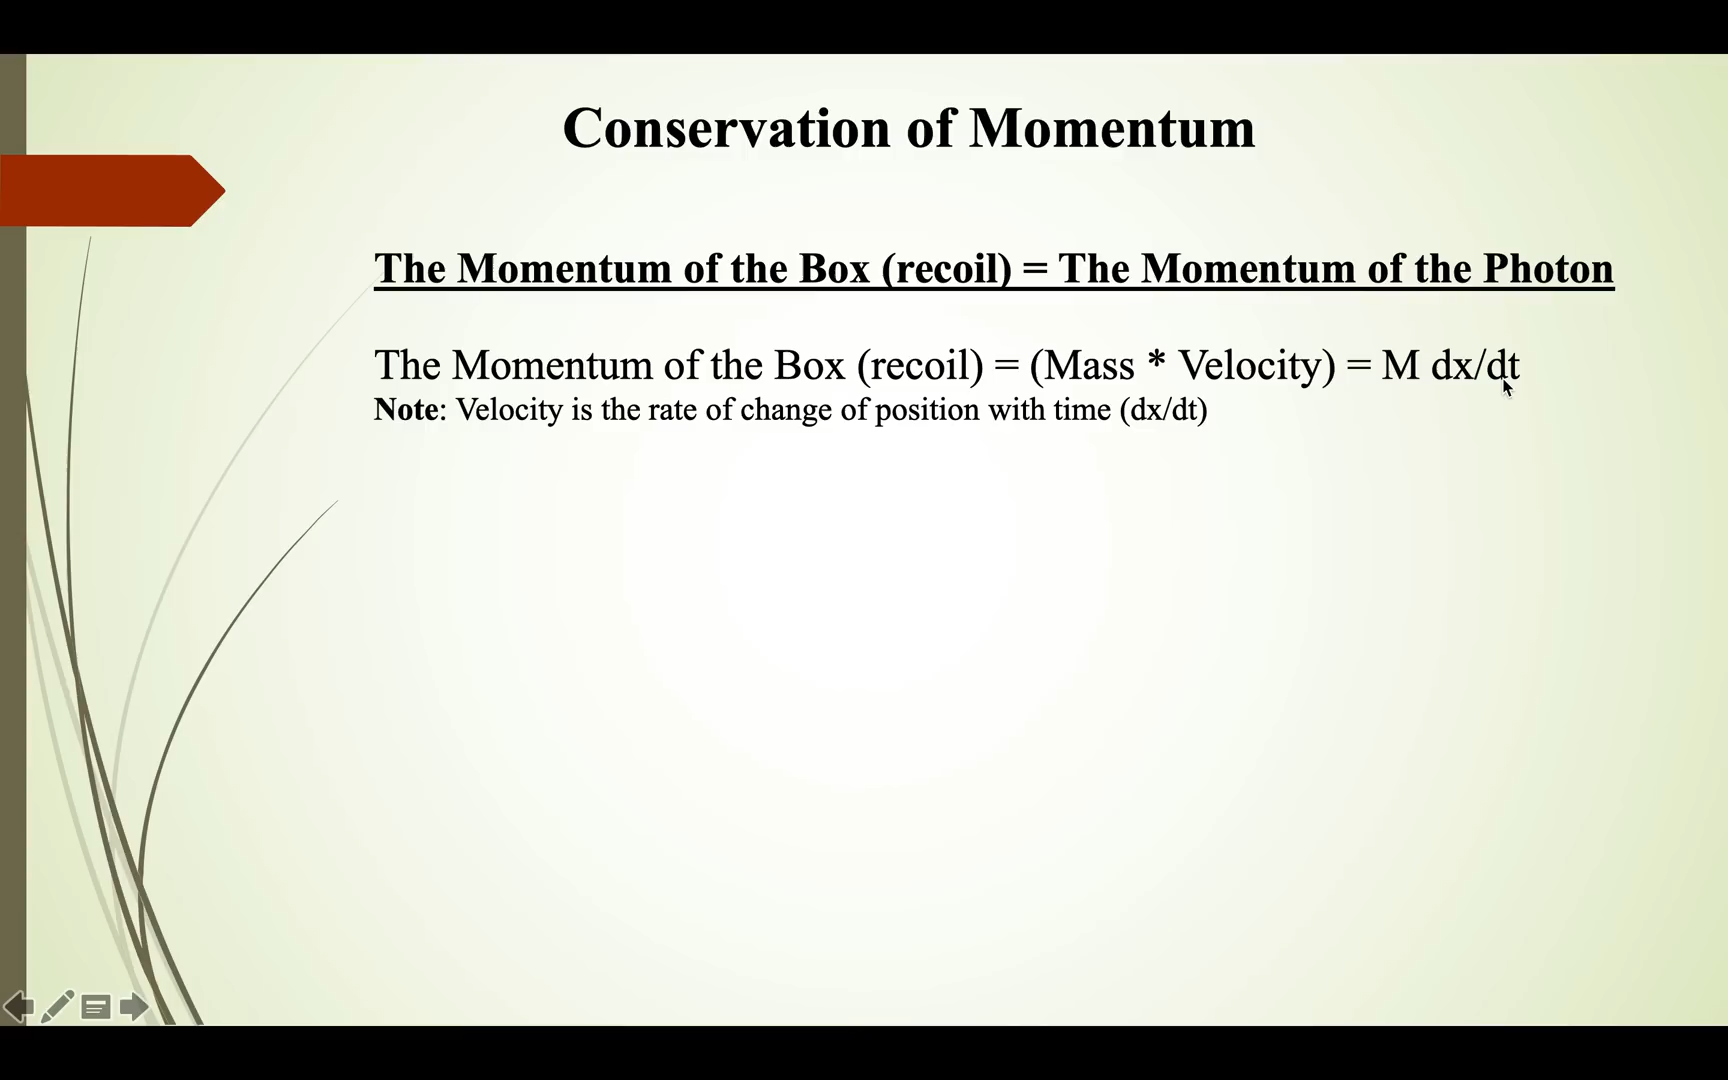 Conservation of Momentum
The Momentum of the Box (recoil) = The Momentum of the Photon
The Momentum of the Box (recoil) = (Mass * Velocity) = M dx/dt
Note: Velocity is the rate of change of position with time (dx/dt)